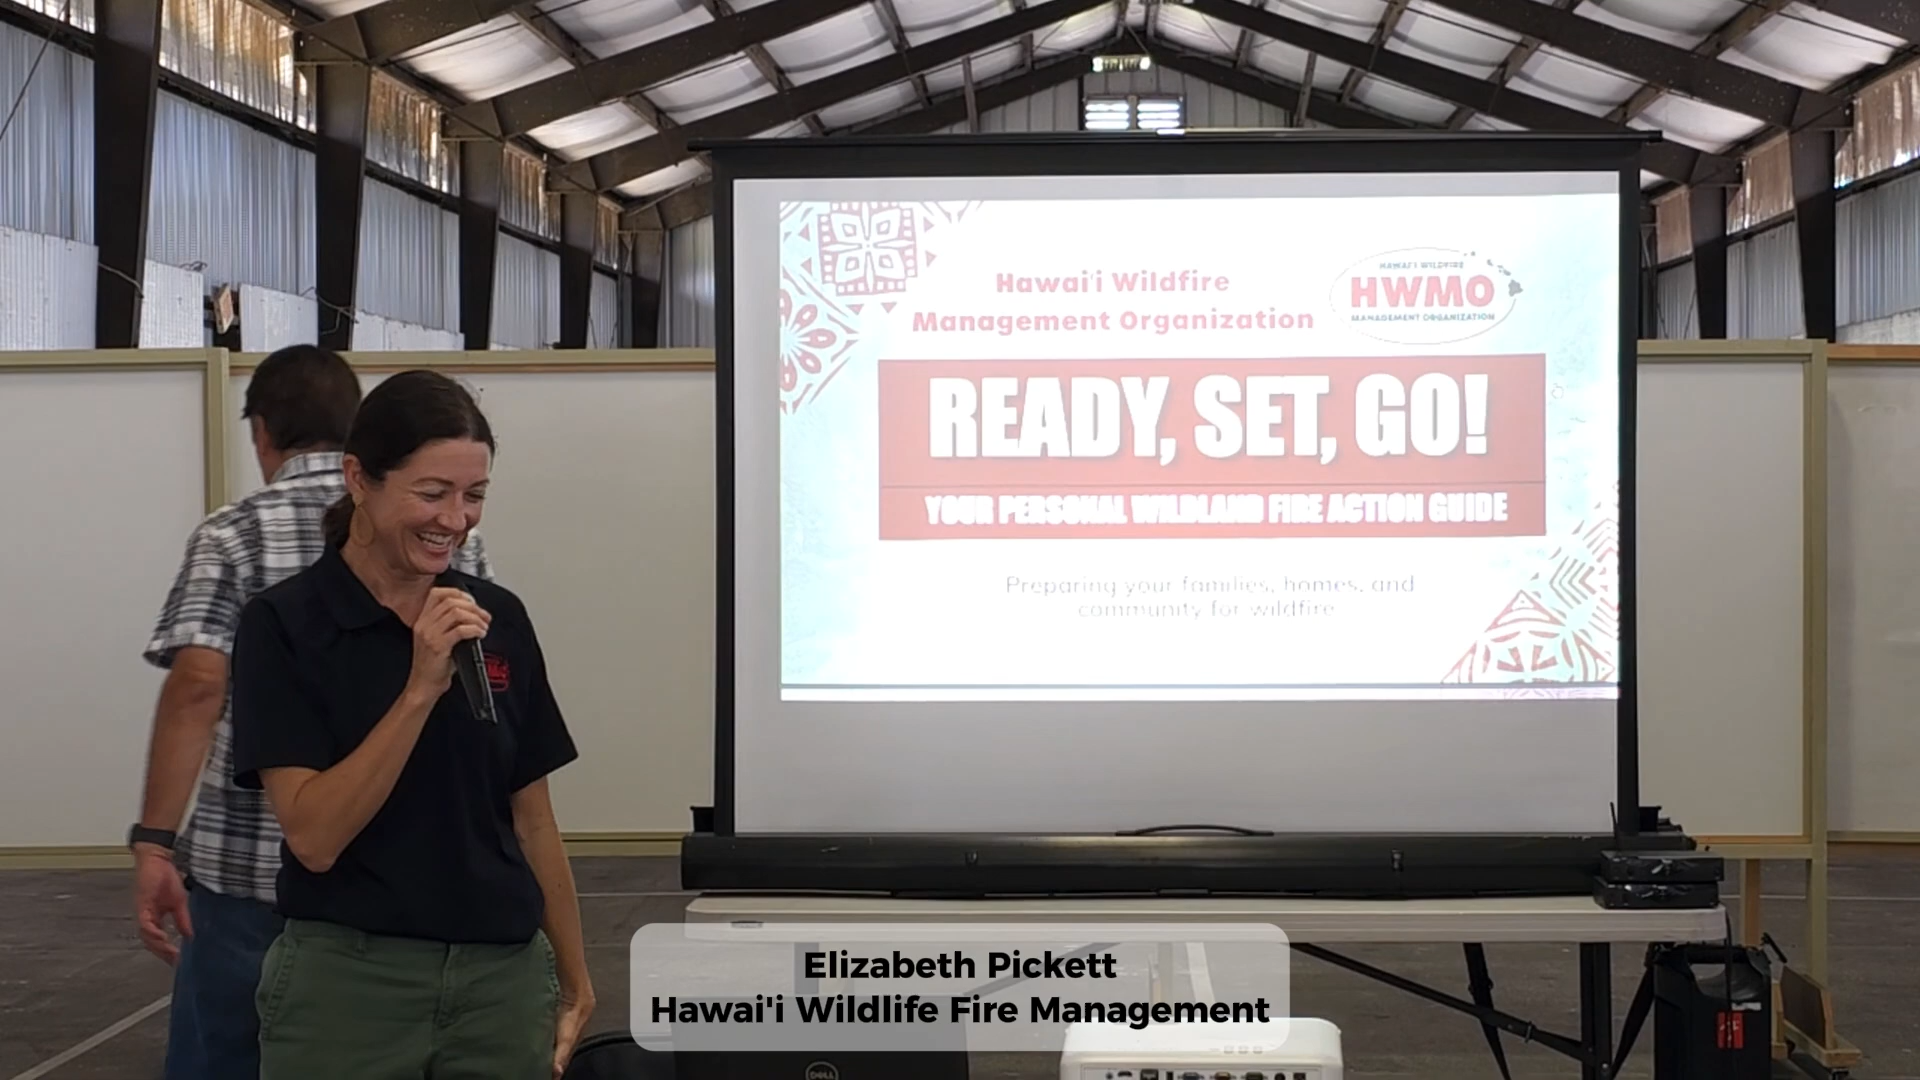 Hawai'i Wildfire
Management Organization
HAWAI'I WILDFIRE
HWMO
MANAGEMENT ORGANIZATION
READY, SET, GO!
YOUR PERSONAL WILDLAND FIRE ACTION GUIDE
Preparing your families, homes, and
community for wildfire
Elizabeth Pickett
Hawai'i Wildlife Fire Management
DELL